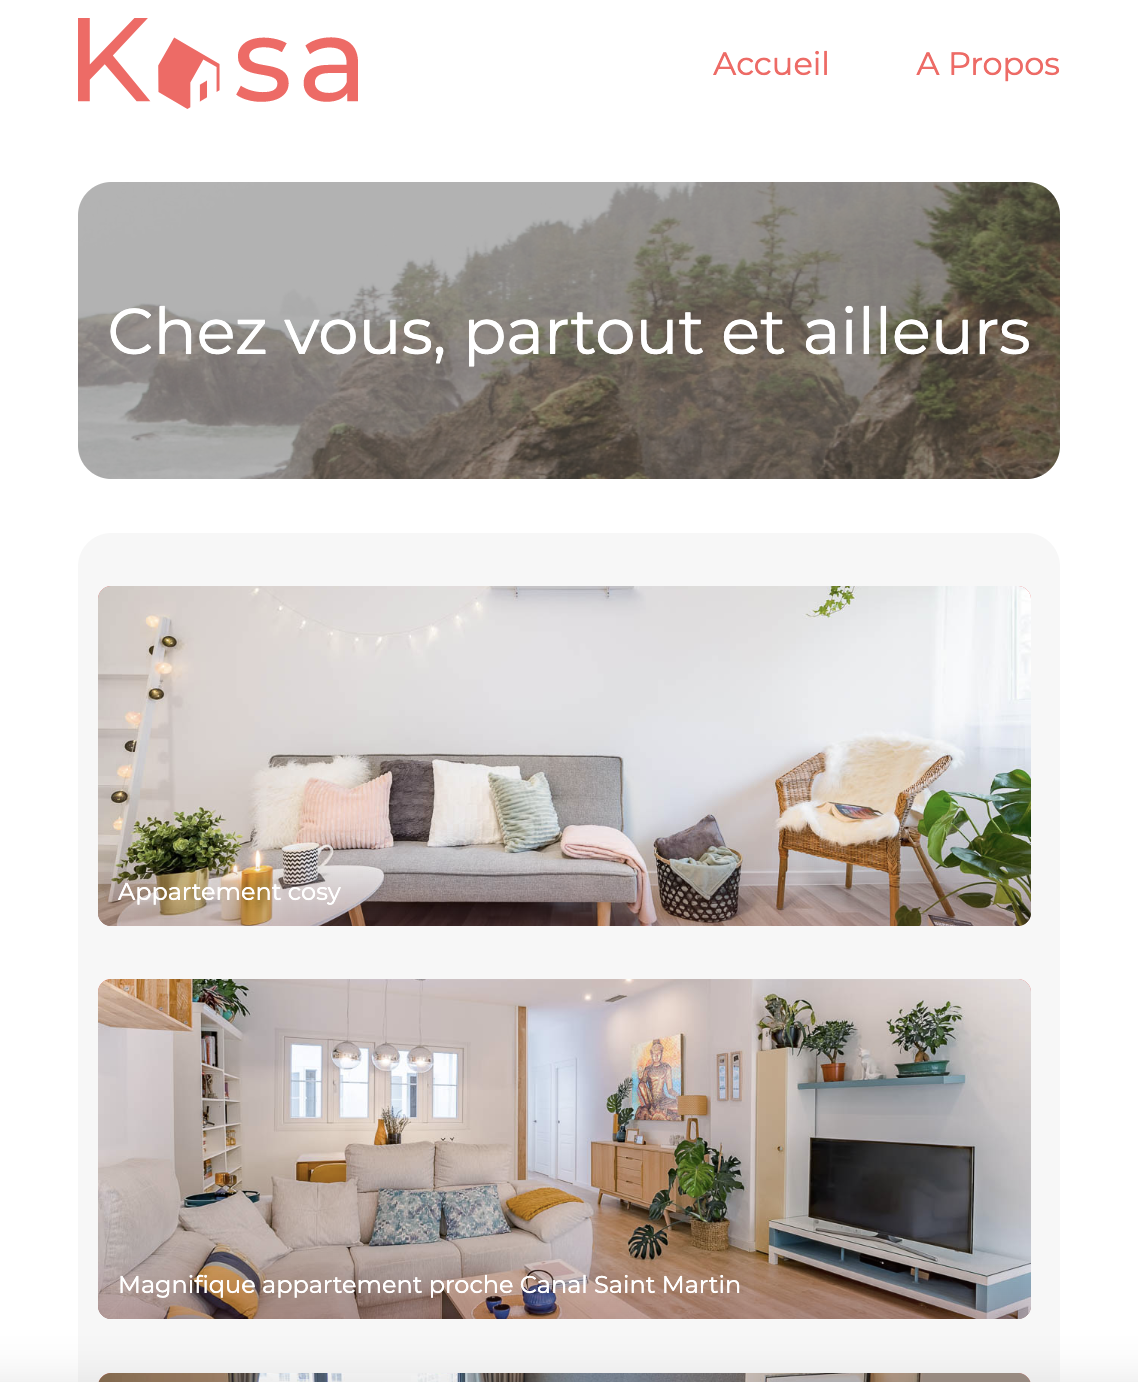 Kasa
Accueil
A Propos
Chez vous, partout et ailleurs
Appartement cosy
Magnifique appartement proche Canal Saint Martin